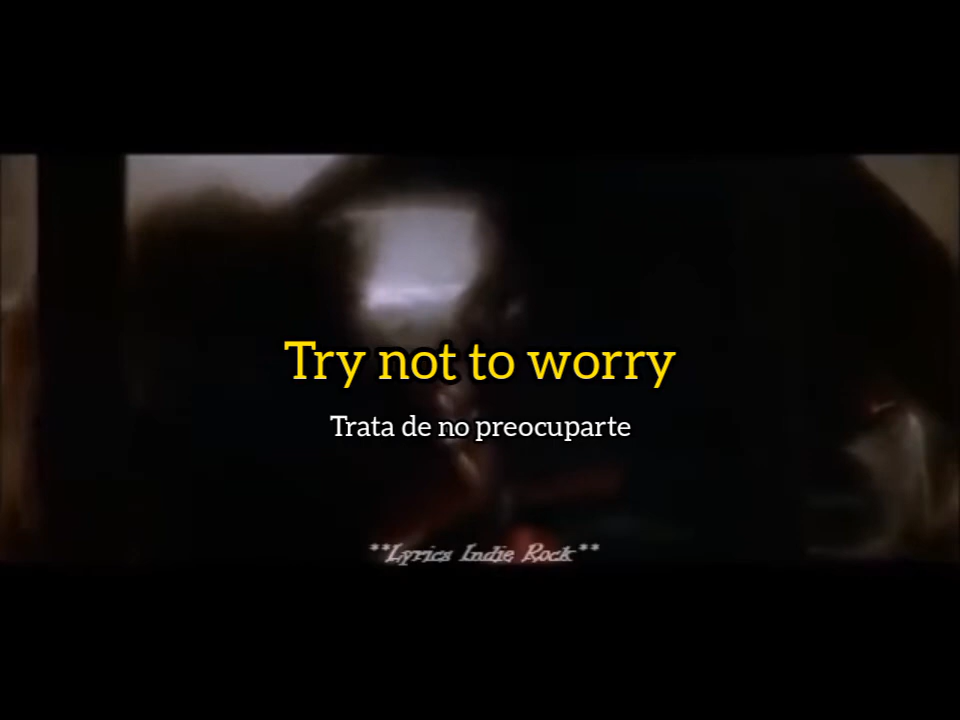 Try not to worry
Trata de no preocuparte
**Lyrics Indie Rock**